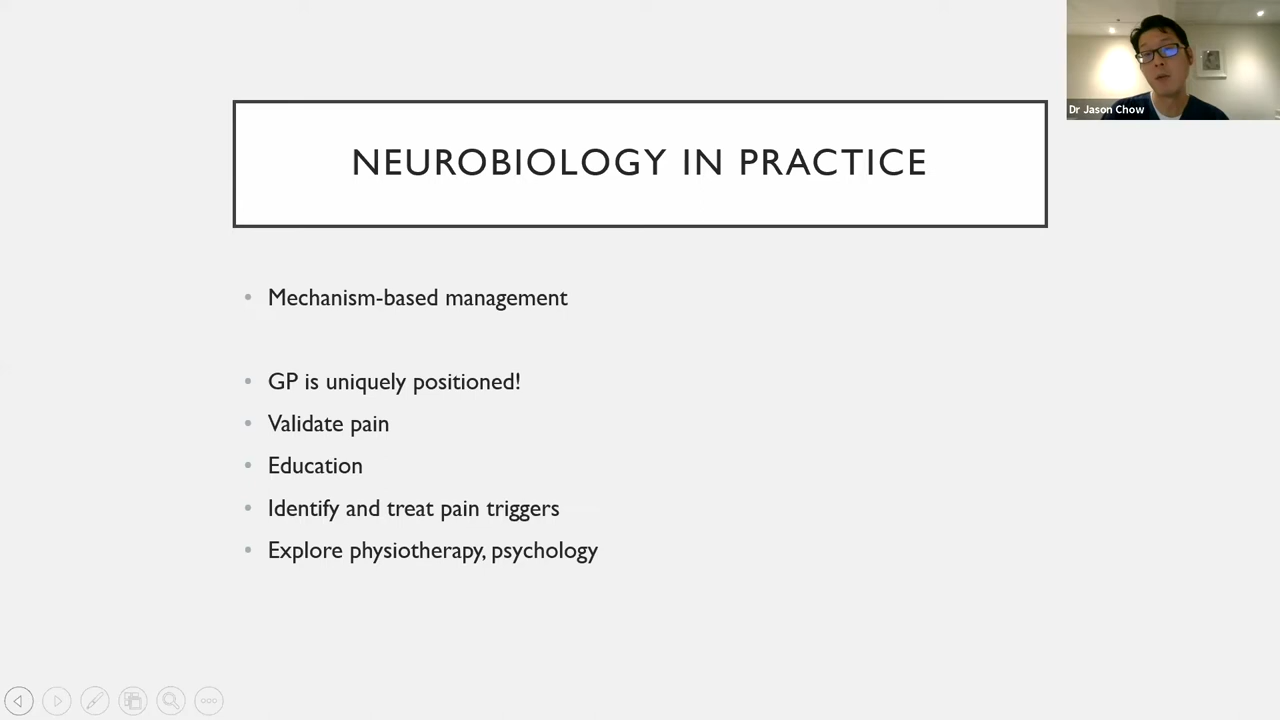 Dr Jason Chow
NEUROBIOLOGY IN PRACTICE
• Mechanism-based management
• GP is uniquely positioned!
• Validate pain
• Education
• Identify and treat pain triggers
• Explore physiotherapy, psychology